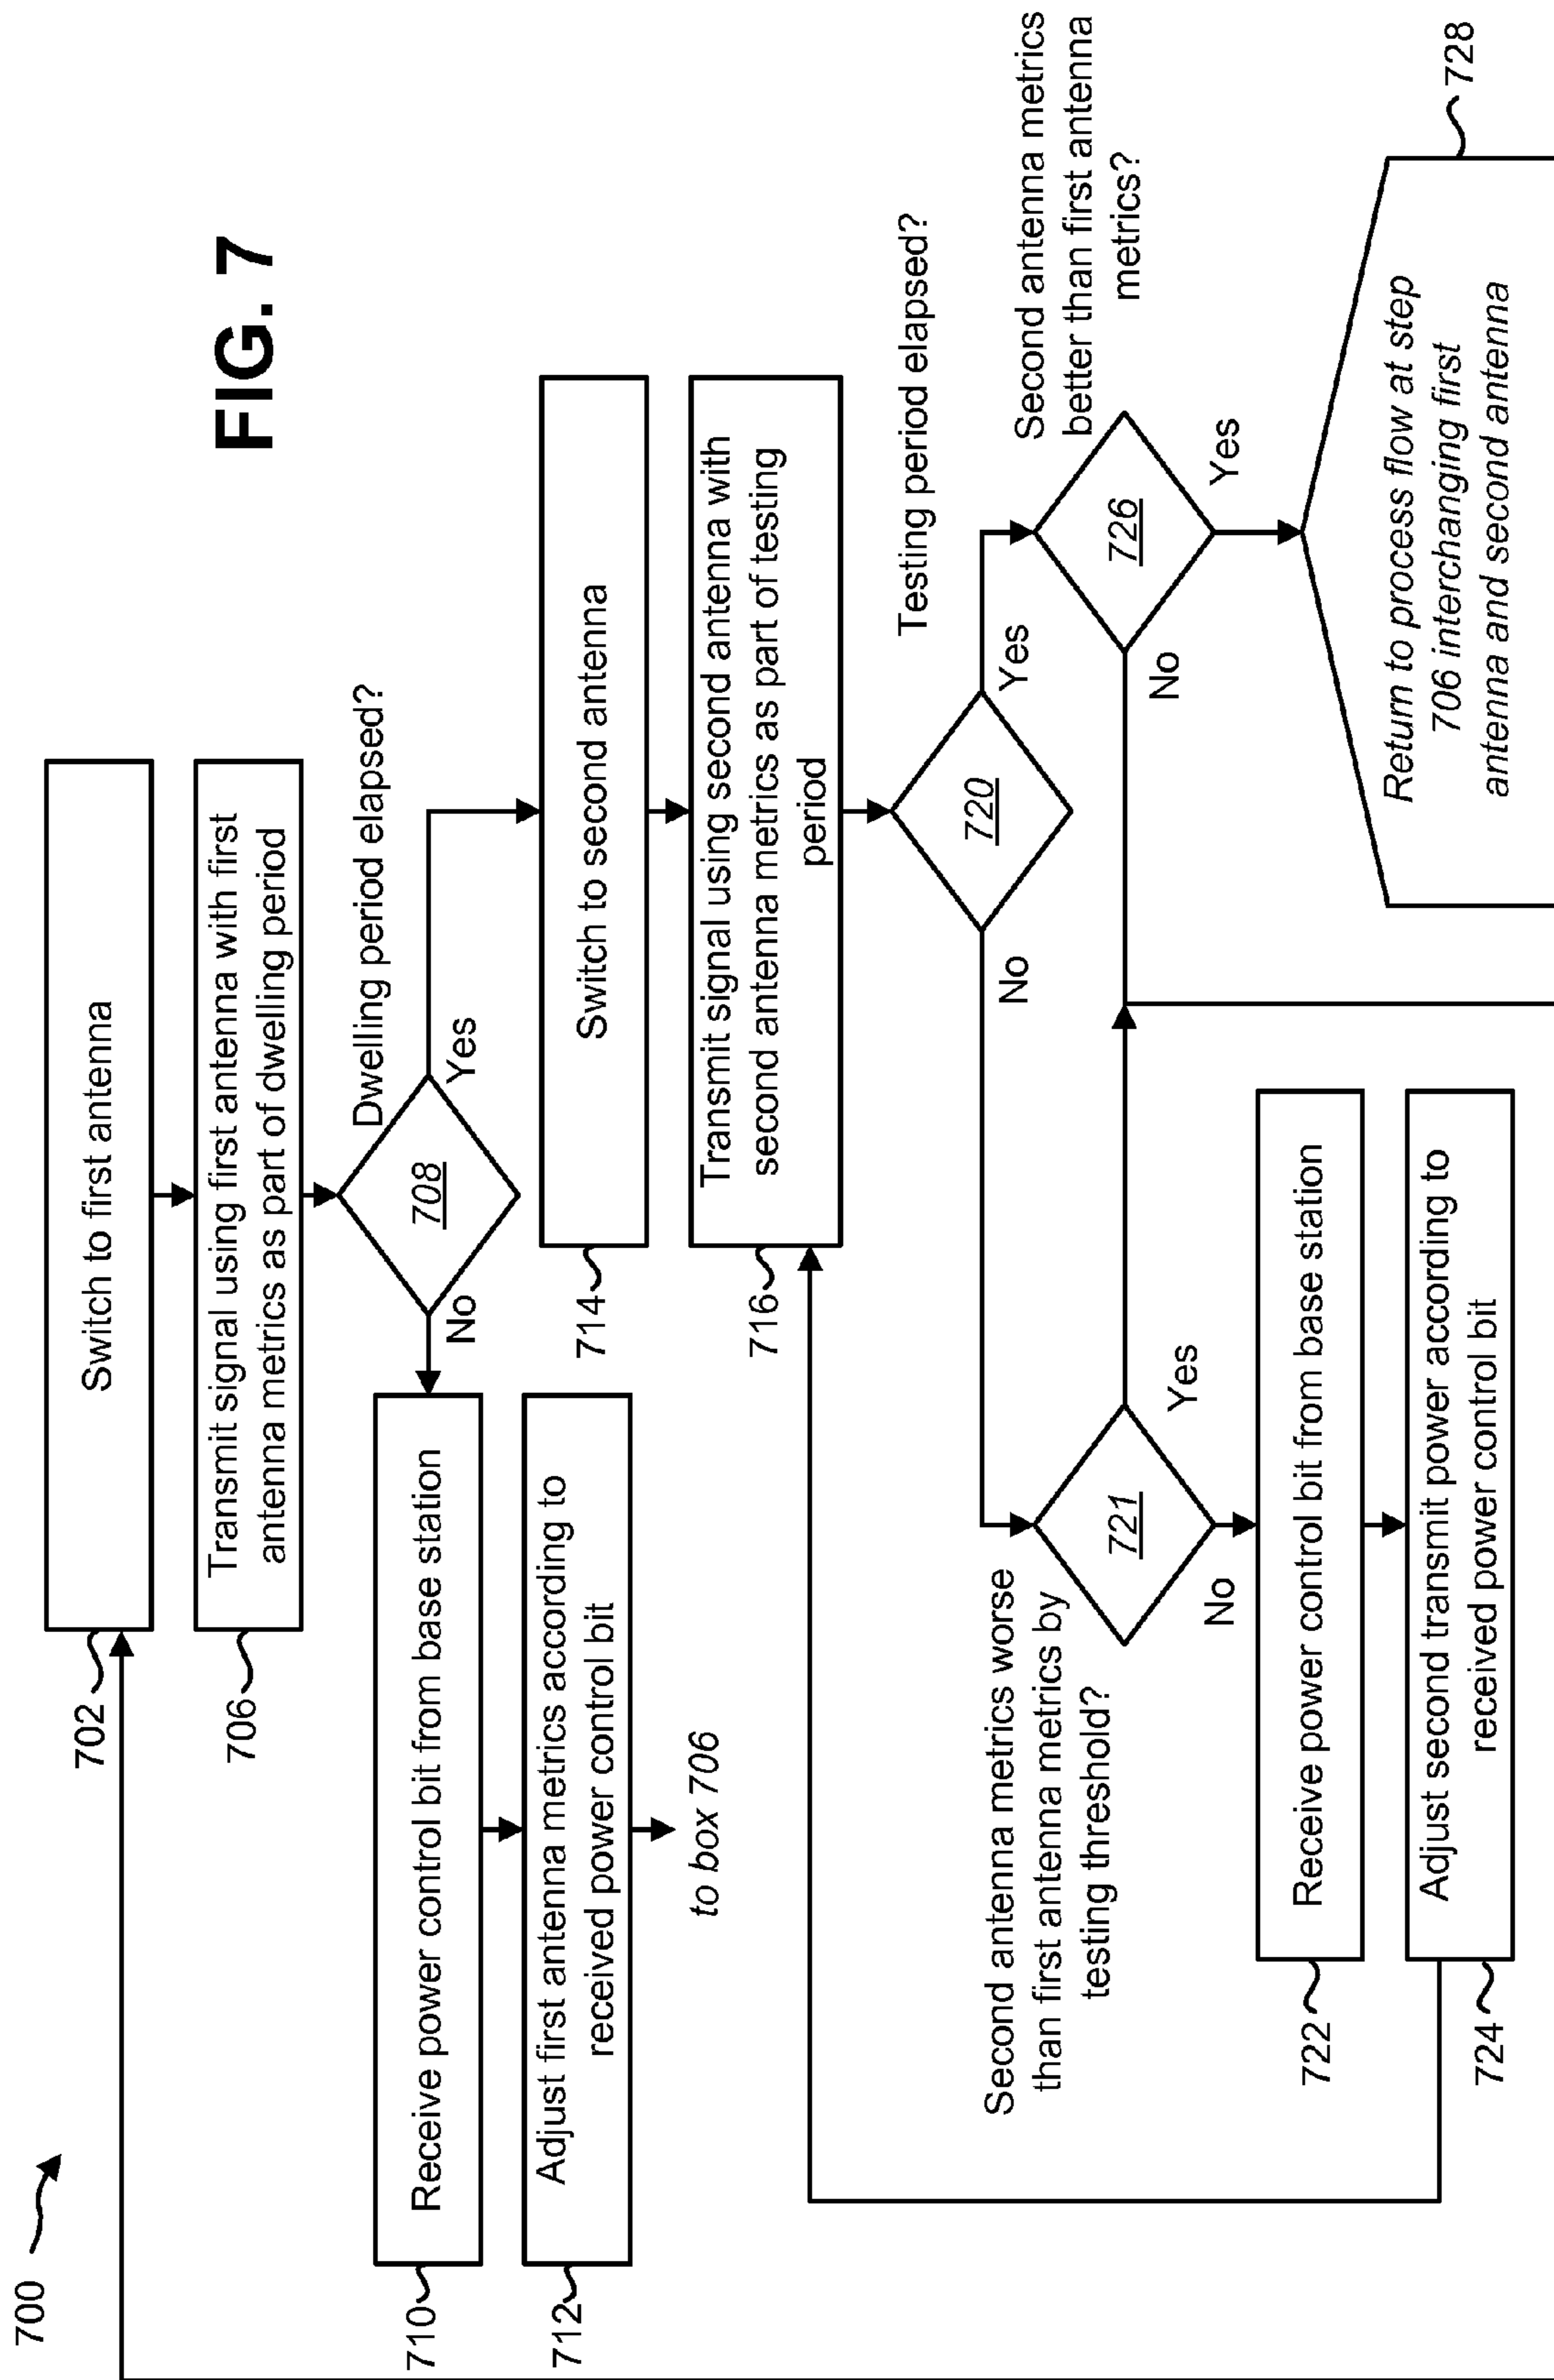 700
FIG. 7
702
Switch to first antenna
706
Transmit signal using first antenna with first
antenna metrics as part of dwelling period
Dwelling period elapsed?
708
No
Yes
710
Receive power control bit from base station
712
Adjust first antenna metrics according to
received power control bit
to box 706
714
Switch to second antenna
716
Transmit signal using second antenna with
second antenna metrics as part of testing
period
Testing period elapsed?
720
No
Yes
Second antenna metrics worse
than first antenna metrics by
testing threshold?
721
Yes
No
Second antenna metrics
better than first antenna
metrics?
726
No
Yes
722
Receive power control bit from base station
724
Adjust second transmit power according to
received power control bit
728
Return to process flow at step
706 interchanging first
antenna and second antenna